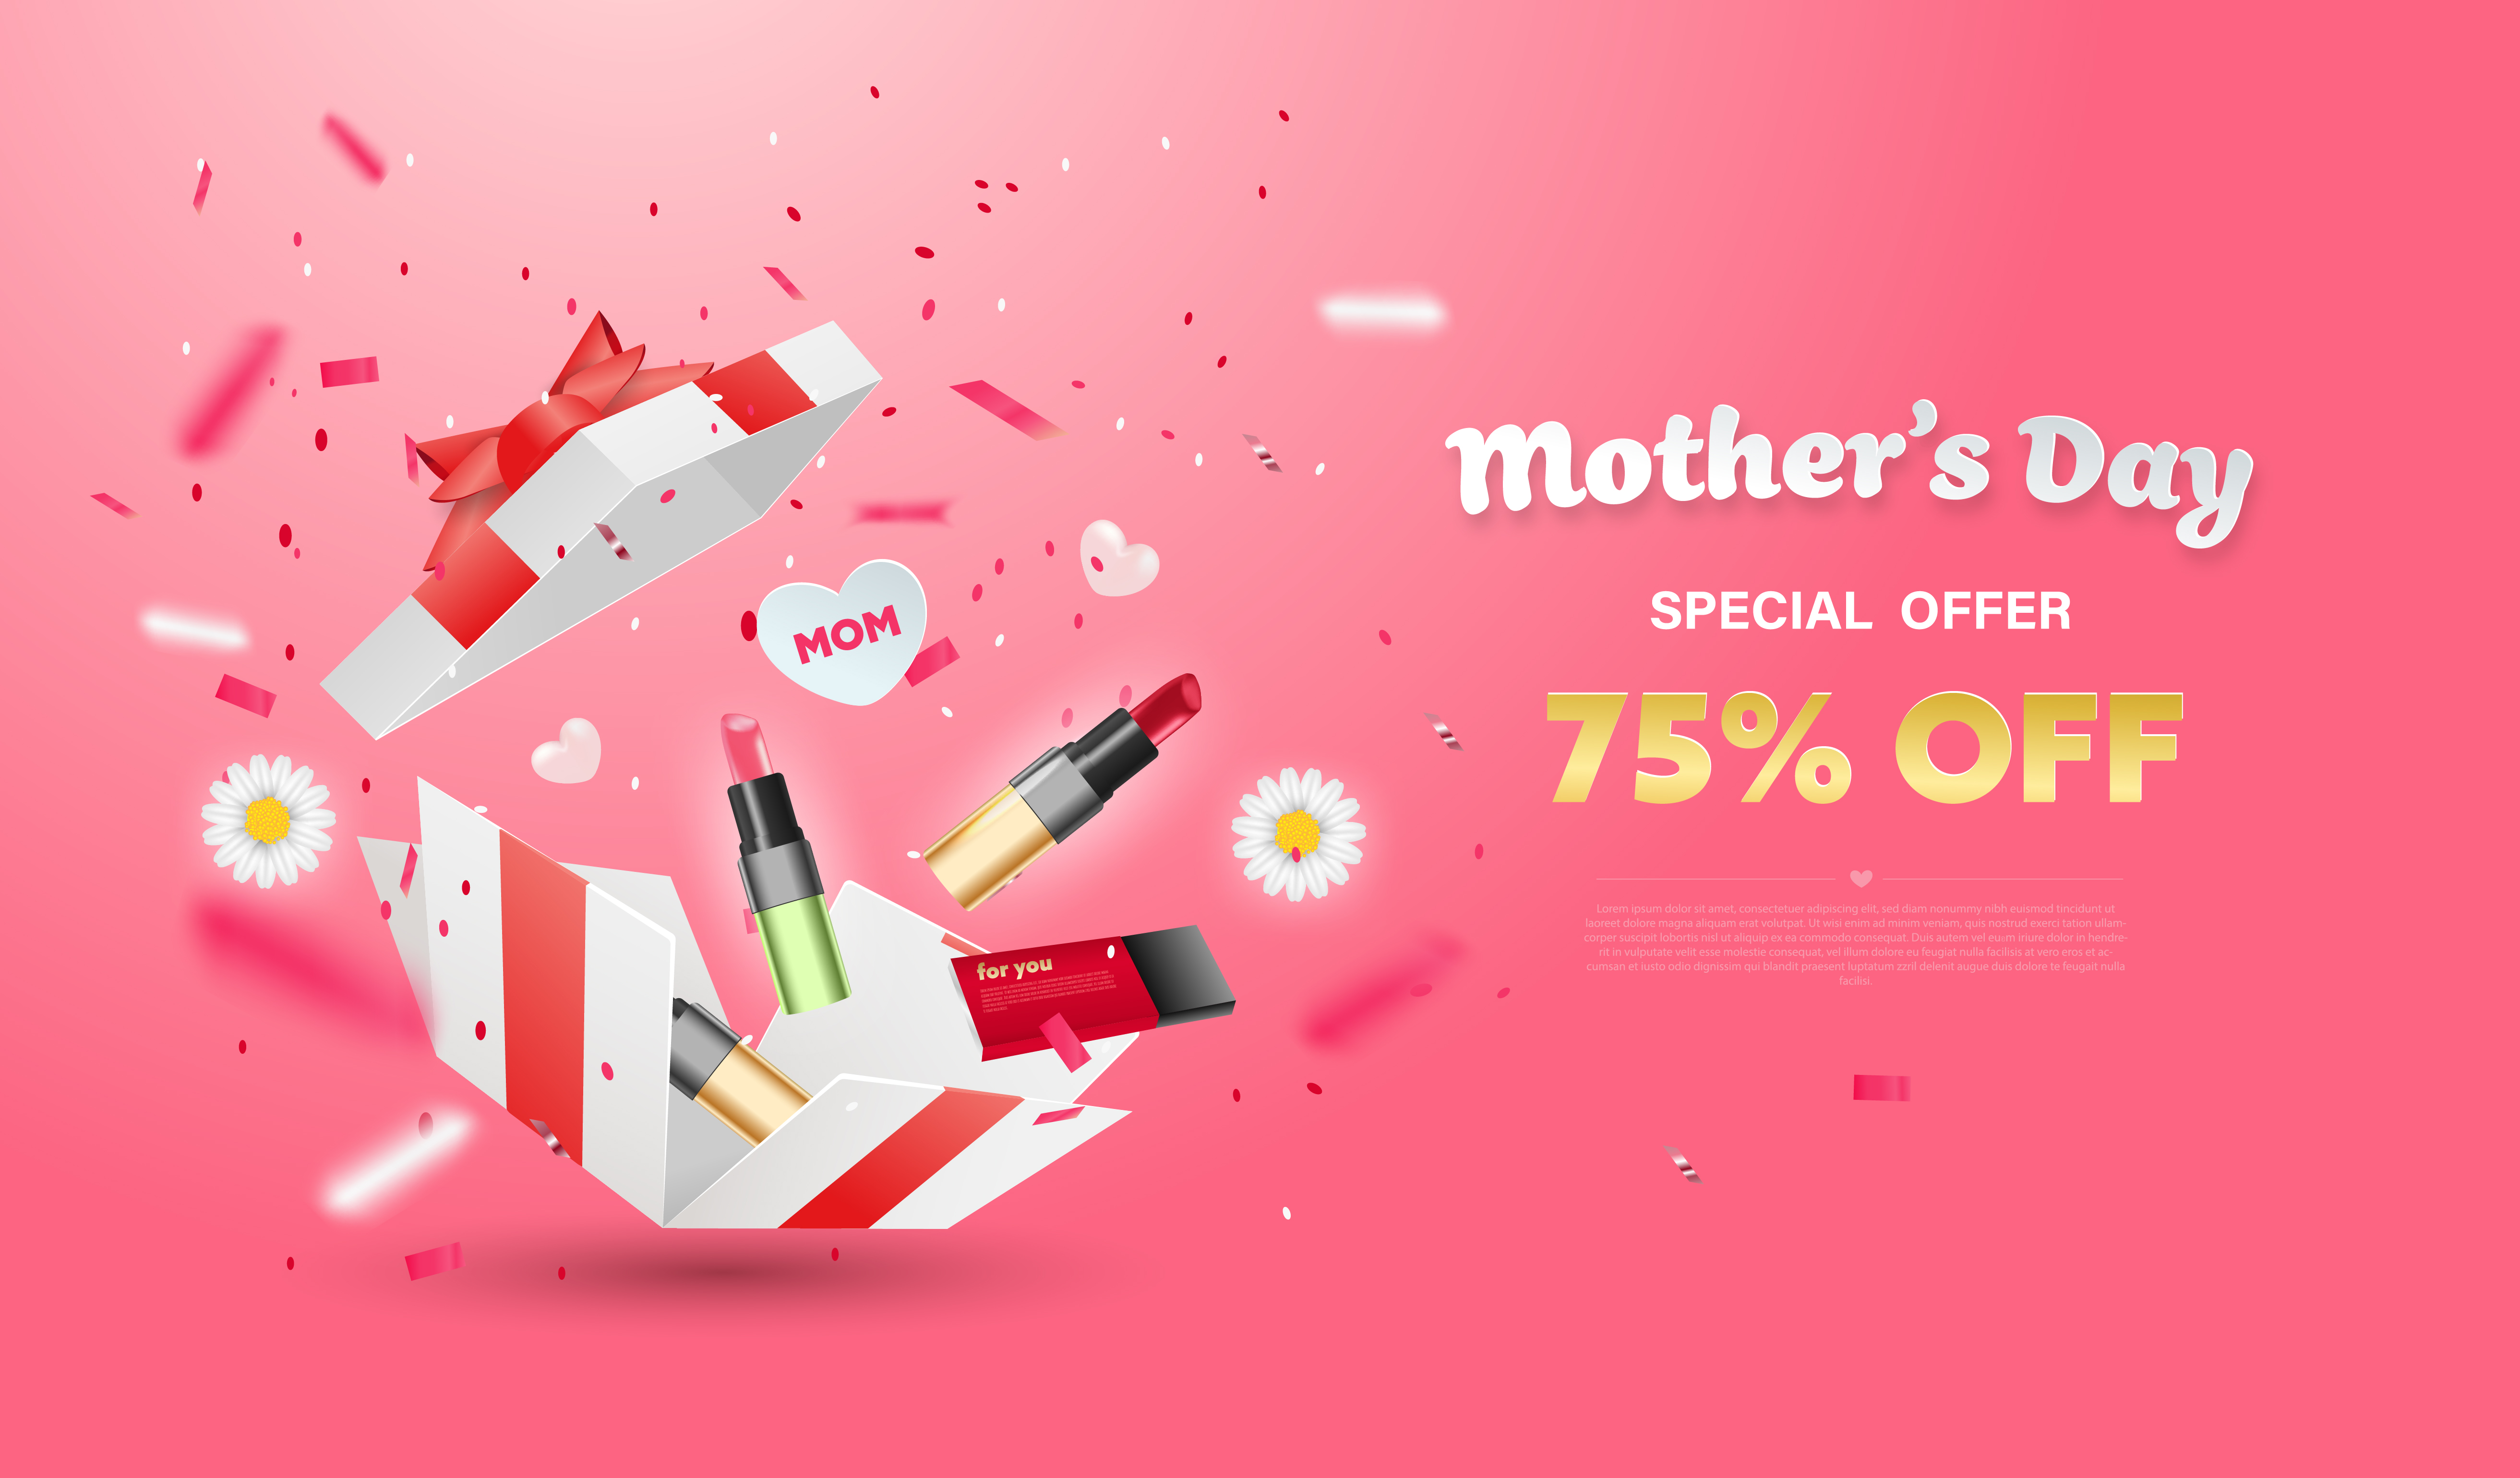 Mother's Day
SPECIAL OFFER
75% OFF
MOM
for you
Lorem ipsum dolor sit amet, consectetuer adipiscing elit, sed diam nonummy nibh euismod tincidunt ut
laoreet dolore magna aliquam erat volutpat. Ut wisi enim ad minim veniam, quis nostrud exerci tation ullam-
corper suscipit lobortis nisl ut aliquip ex ea commodo consequat. Duis autem vel eum iriure dolor in hendre-
rit in vulputate velit esse molestie consequat, vel illum dolore eu feugiat nulla facilisis at vero eros et ac-
cumsan et iusto odio dignissim qui blandit praesent luptatum zzril delenit augue duis dolore te feugait nulla
facilisi.